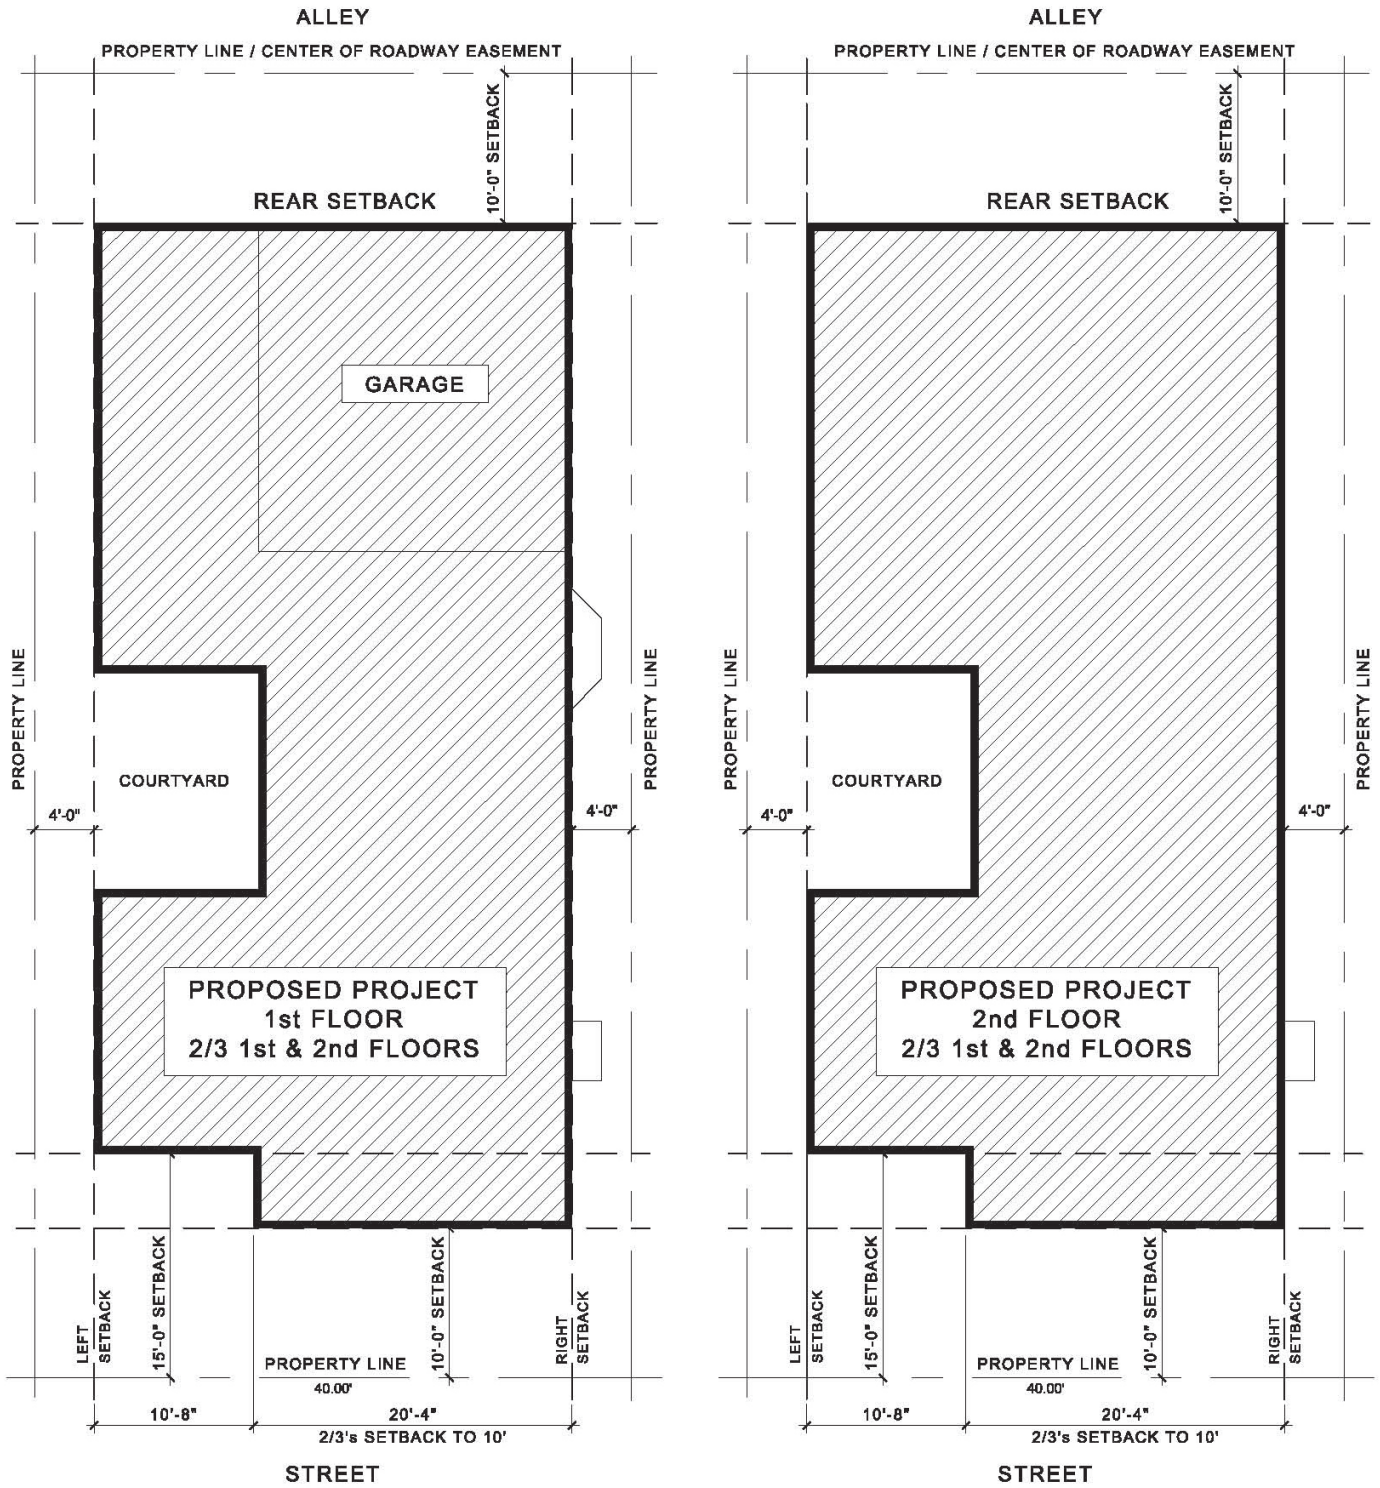 ALLEY
PROPERTY LINE / CENTER OF ROADWAY EASEMENT
10'-0" SETBACK
REAR SETBACK
GARAGE
PROPERTY LINE
PROPERTY LINE
COURTYARD
4'-0"
4'-0"
PROPOSED PROJECT
1st FLOOR
2/3 1st & 2nd FLOORS
LEFT
SETBACK
15'-0" SETBACK
10'-0" SETBACK
RIGHT
SETBACK
PROPERTY LINE
40.00'
10'-8"
20'-4"
2/3's SETBACK TO 10'
STREET
ALLEY
PROPERTY LINE / CENTER OF ROADWAY EASEMENT
10'-0" SETBACK
REAR SETBACK
PROPERTY LINE
PROPERTY LINE
COURTYARD
4'-0"
4'-0"
PROPOSED PROJECT
2nd FLOOR
2/3 1st & 2nd FLOORS
LEFT
SETBACK
15'-0" SETBACK
10'-0" SETBACK
RIGHT
SETBACK
PROPERTY LINE
40.00'
10'-8"
20'-4"
2/3's SETBACK TO 10'
STREET